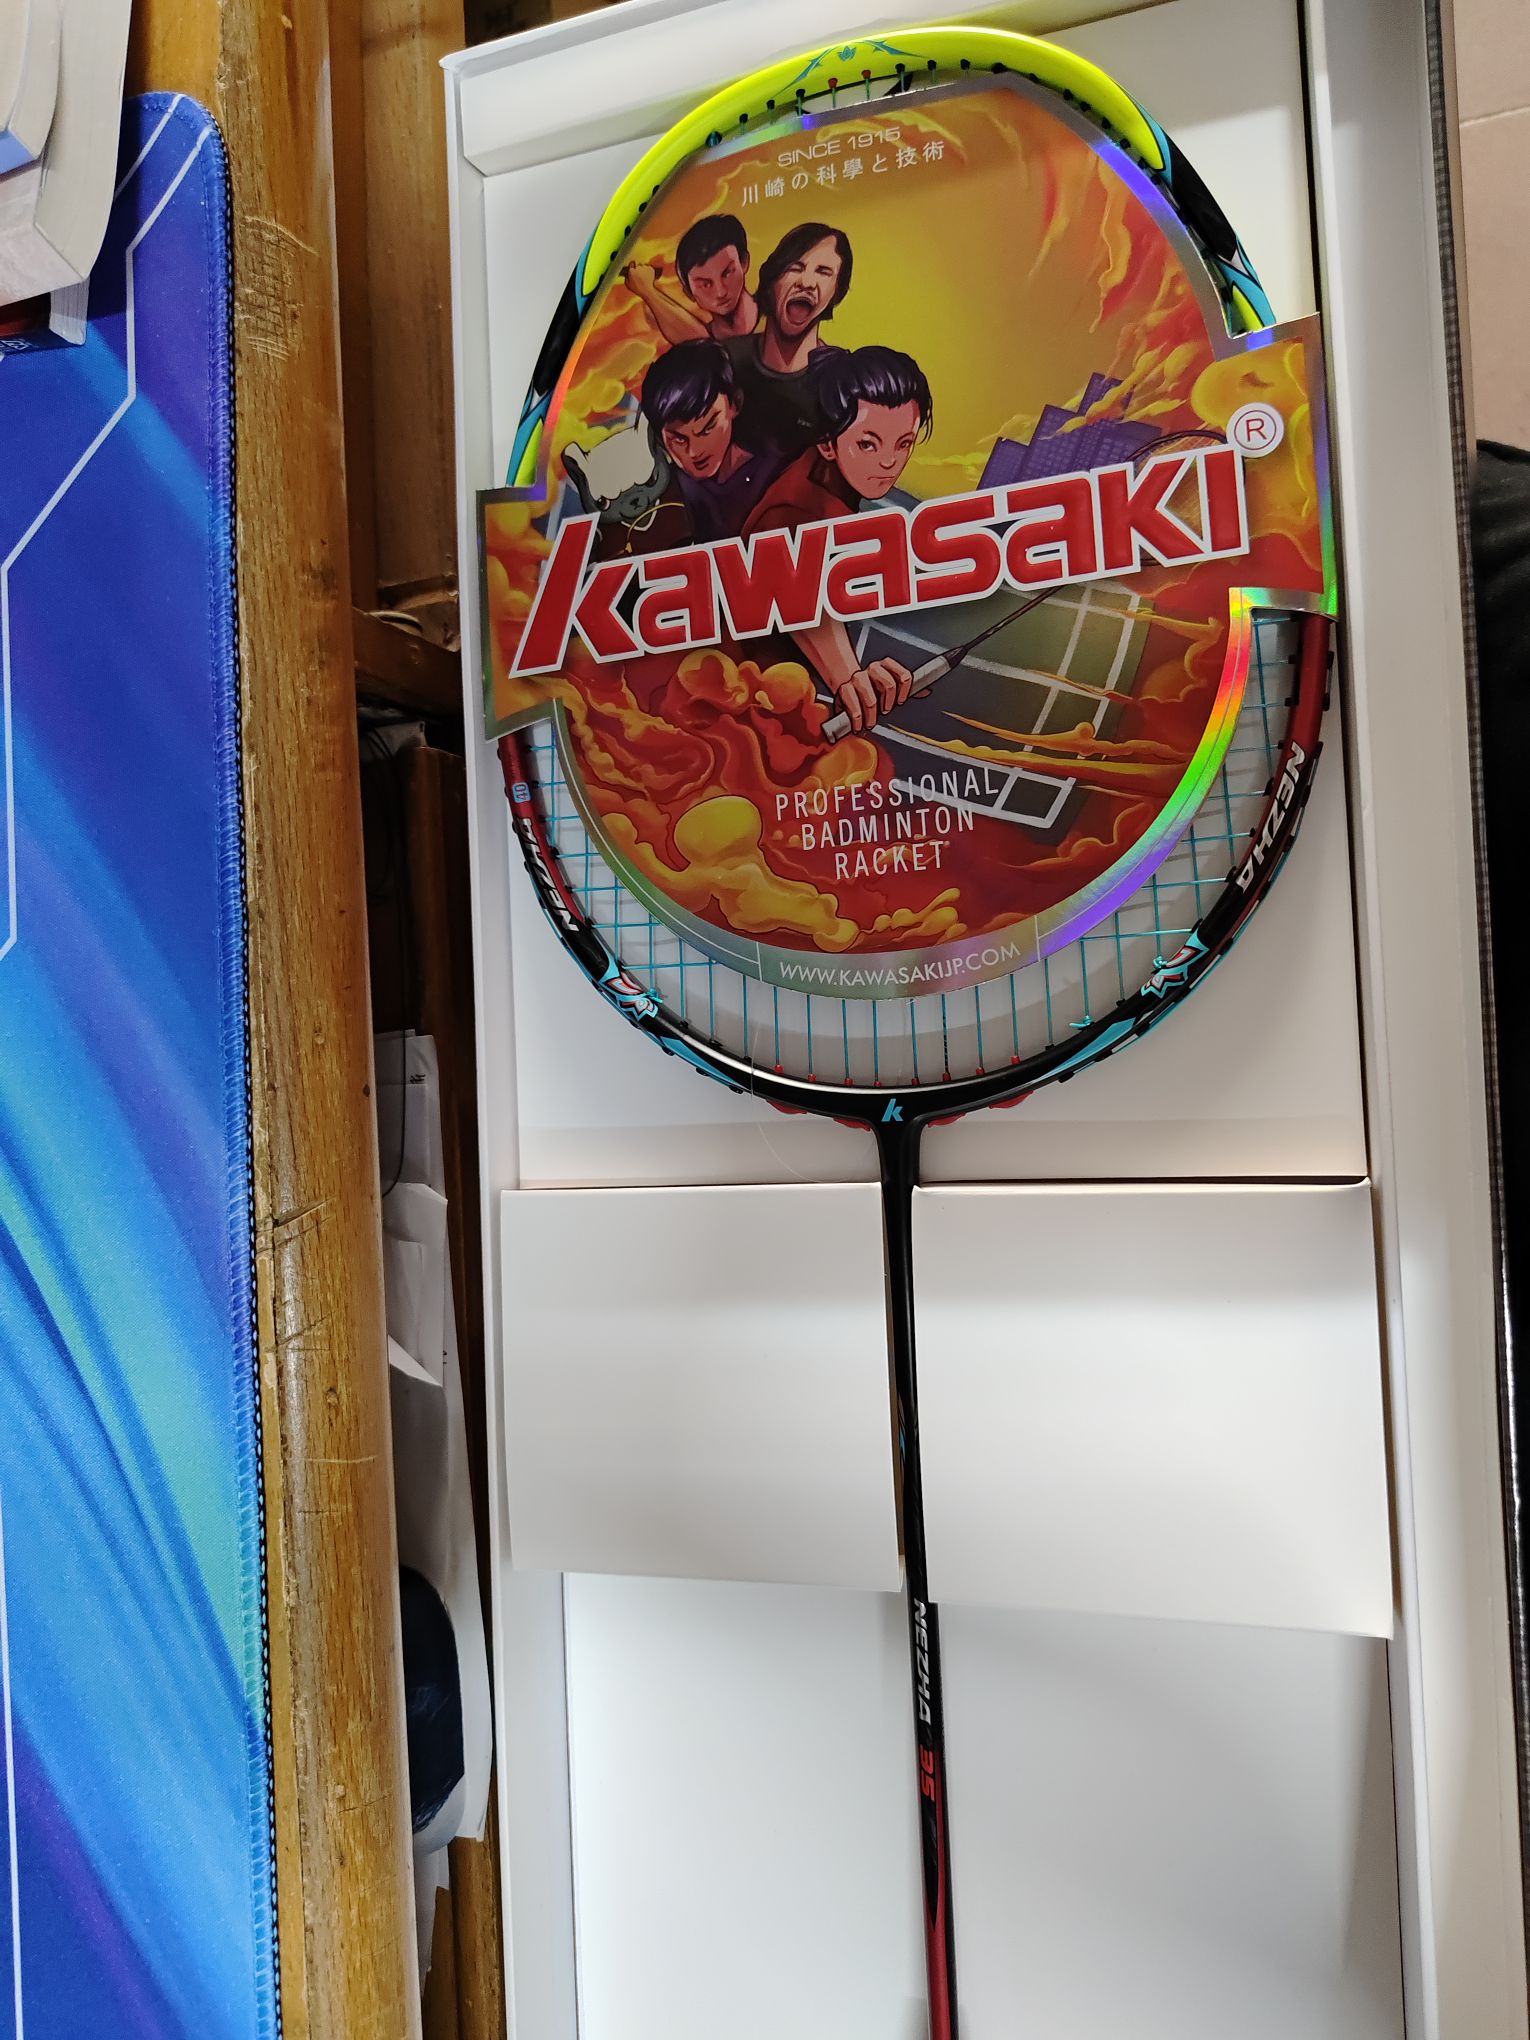 SINCE 1915
川崎の科學と技術
kawasaki®
PROFESSIONAL
BADMINTON
RACKET
WWW.KAWASAKIJP.COM
NEZHA
NEZHA
k
NEZHA 35